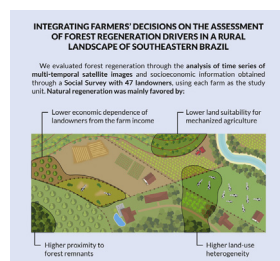 INTEGRATING FARMERS' DECISIONS ON THE ASSESSMENT
OF FOREST REGENERATION DRIVERS IN A RURAL
LANDSCAPE OF SOUTHEASTERN BRAZIL
We evaluated forest regeneration through the analysis of time series of
multi-temporal satellite images and socioeconomic information obtained
through a Social Survey with 47 landowners, using each farm as the study
unit. Natural regeneration was mainly favored by:
Lower economic dependence of
landowners from the farm income
Lower land suitability for
mechanized agriculture
Higher proximity to
forest remnants
Higher land-use
heterogeneity